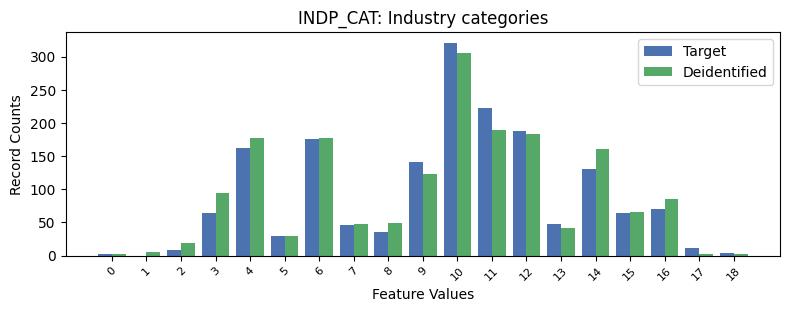 INDP_CAT: Industry categories
Target
Deidentified
Record Counts
300
250
200
150
100
50
0
0 1 2 3 4 5 6 7 8 9 10 11 12 13 14 15 16 17 18
Feature Values